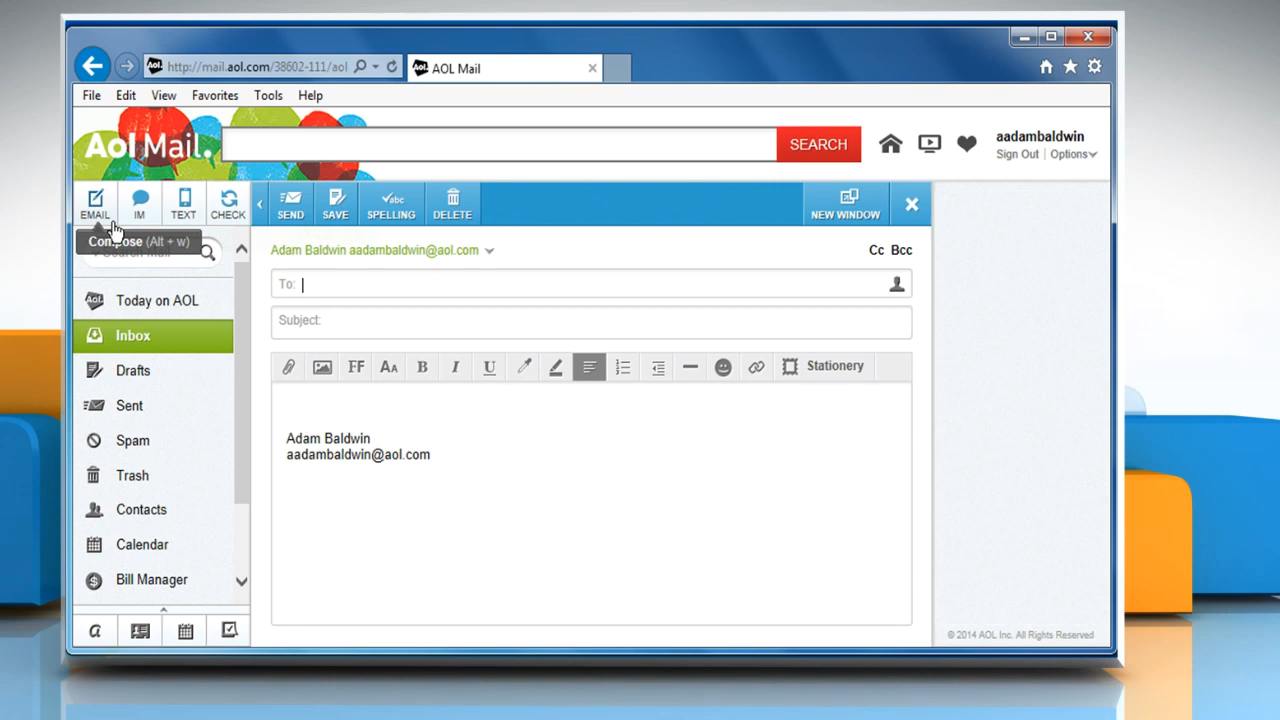 http://mail.aol.com/38602-111/aol
Aol. AOL Mail
File Edit View Favorites Tools Help
Aol Mail.
SEARCH
aadambaldwin
Sign Out | Options
EMAIL IM TEXT CHECK
SEND SAVE SPELLING DELETE NEW WINDOW
abc
Compose (Alt + w)
Adam Baldwin aadambaldwin@aol.com
Cc Bcc
To:
Subject:
FF AA B I U Stationery
Today on AOL
Inbox
Drafts
Sent
Spam
Trash
Contacts
Calendar
Bill Manager
Adam Baldwin
aadambaldwin@aol.com
a
© 2014 AOL Inc. All Rights Reserved